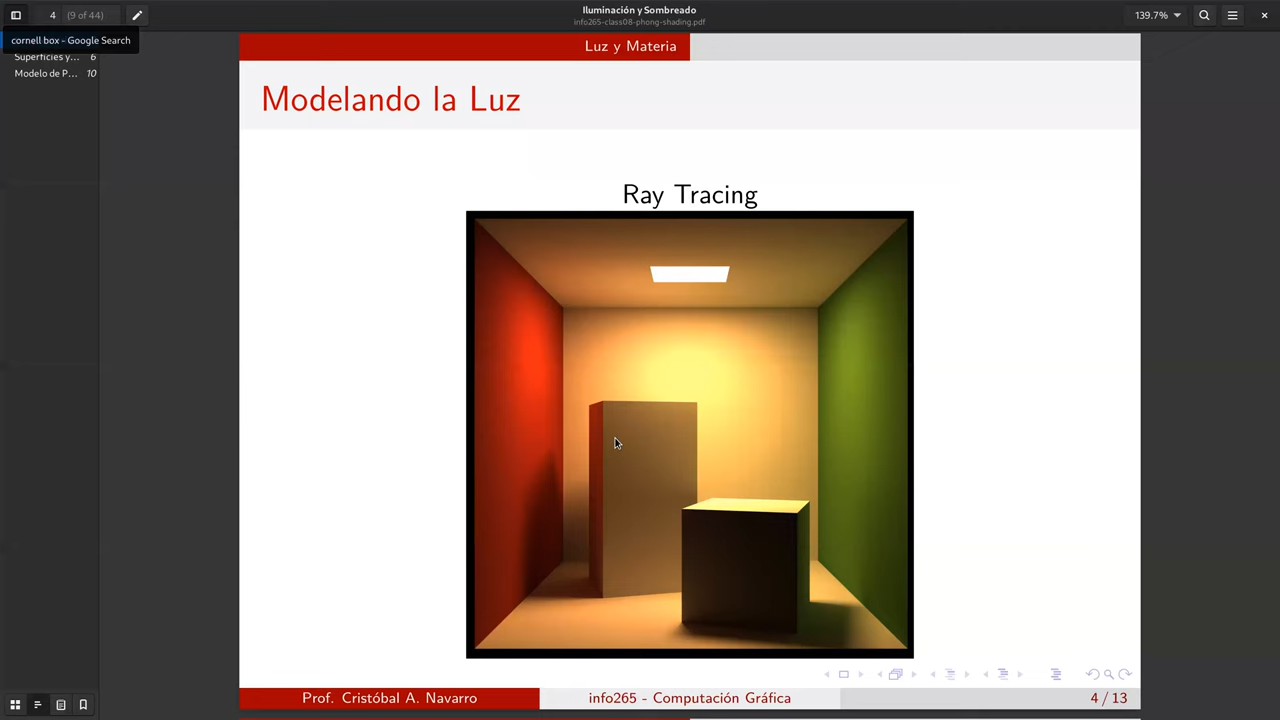 4 (9 of 44)
Iluminación y Sombreado
info265-class08-phong-shading.pdf
139.7%
cornell box - Google Search
Superficies y... 6
Modelo de P... 10
Luz y Materia
Modelando la Luz
Ray Tracing
Prof. Cristóbal A. Navarro
info265 - Computación Gráfica
4 / 13